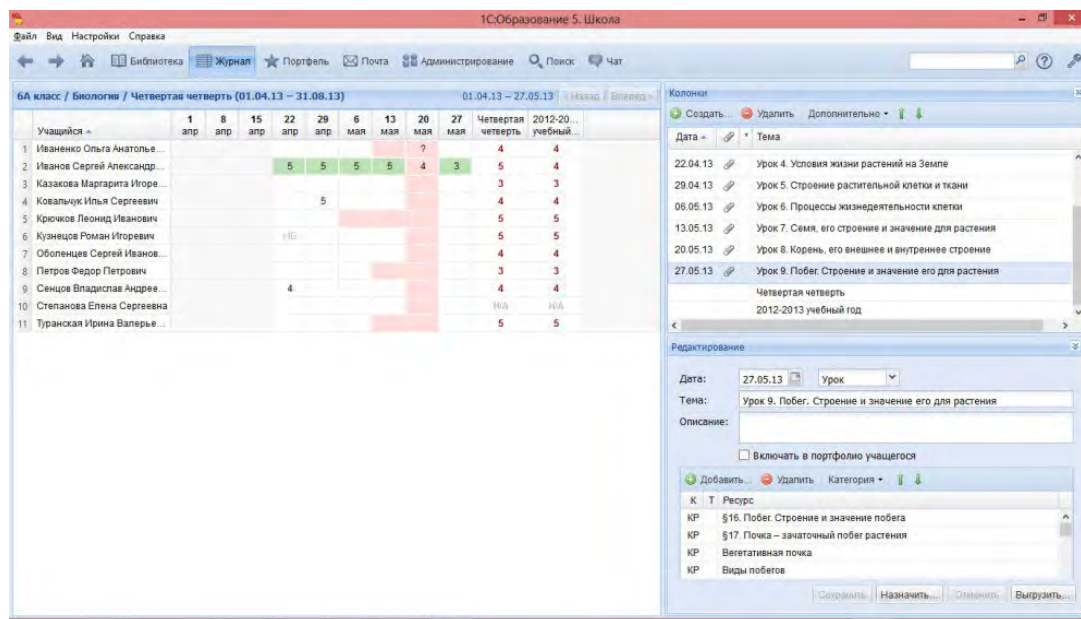 1С:Образование 5. Школа
Файл Вид Настройки Справка
Библиотека Журнал Портфель Почта Администрирование Поиск Чат
6А класс / Биология / Четвертая четверть (01.04.13 – 31.08.13) 01.04.13 – 27.05.13 Назад Вперед
Учащийся 1 апр 8 апр 15 апр 22 апр 29 апр 6 мая 13 мая 20 мая 27 мая Четвертая четверть 2012-20... учебный...
1 Иваненко Ольга Анатолье... ? 4 4
2 Иванов Сергей Александр... 5 5 5 5 4 3 5 4
3 Казакова Маргарита Игоре... 3 3
4 Ковальчук Илья Сергеевич 5 4 4
5 Крючков Леонид Иванович 5 5
6 Кузнецов Роман Игоревич НБ 5 5
7 Оболенцев Сергей Иванов... 4 4
8 Петров Федор Петрович 3 3
9 Сенцов Владислав Андрее... 4 4 4
10 Степанова Елена Сергеевна Н/А Н/А
11 Туранская Ирина Валерье... 5 5
Колонки
Создать... Удалить Дополнительно
Дата * Тема
22.04.13 Урок 4. Условия жизни растений на Земле
29.04.13 Урок 5. Строение растительной клетки и ткани
06.05.13 Урок 6. Процессы жизнедеятельности клетки
13.05.13 Урок 7. Семя, его строение и значение для растения
20.05.13 Урок 8. Корень, его внешнее и внутреннее строение
27.05.13 Урок 9. Побег. Строение и значение его для растения
Четвертая четверть
2012-2013 учебный год
Редактирование
Дата: 27.05.13 Урок
Тема: Урок 9. Побег. Строение и значение его для растения
Описание:
Включать в портфолио учащегося
Добавить... Удалить Категория
К Т Ресурс
КР §16. Побег. Строение и значение побега
КР §17. Почка – зачаточный побег растения
КР Вегетативная почка
КР Виды побегов
Сохранить Назначить... Отменить Выгрузить...